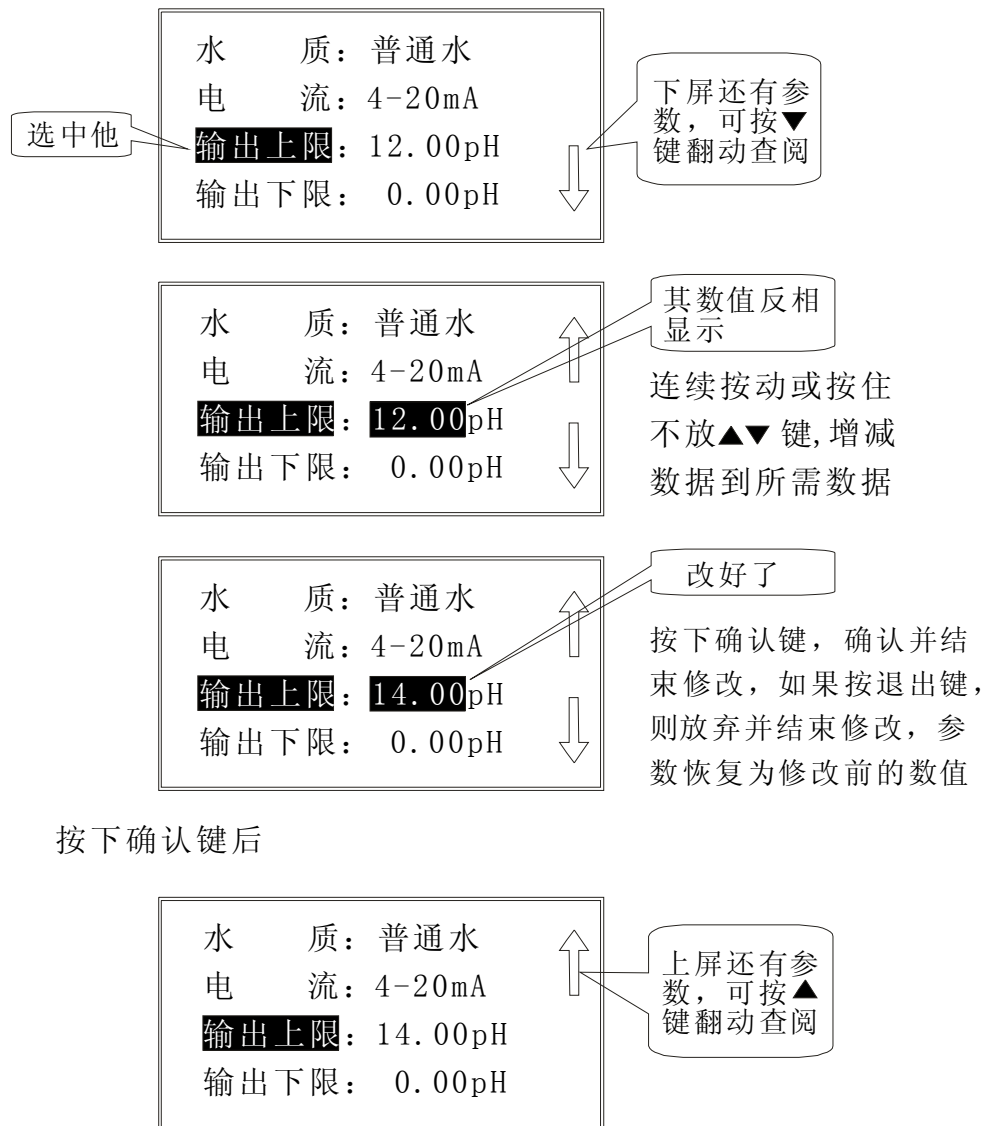 水 质：普通水
电 流：4-20mA
输出上限：12.00pH
输出下限： 0.00pH
选中他
下屏还有参
数，可按▼
键翻动查阅
水 质：普通水
电 流：4-20mA
输出上限：12.00pH
输出下限： 0.00pH
其数值反相
显示
连续按动或按住
不放▲▼ 键,增减
数据到所需数据
水 质：普通水
电 流：4-20mA
输出上限：14.00pH
输出下限： 0.00pH
改好了
按下确认键，确认并结
束修改，如果按退出键，
则放弃并结束修改，参
数恢复为修改前的数值
按下确认键后
水 质：普通水
电 流：4-20mA
输出上限：14.00pH
输出下限： 0.00pH
上屏还有参
数，可按▲
键翻动查阅